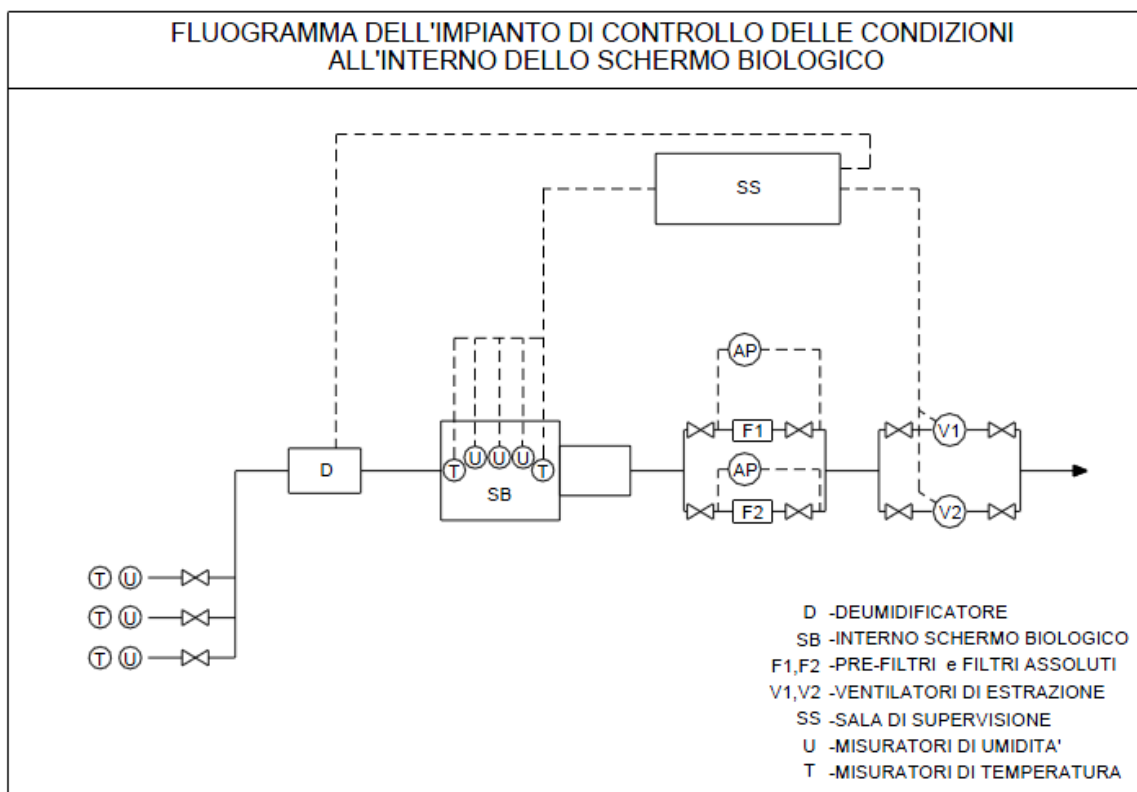 FLUOGRAMMA DELL'IMPIANTO DI CONTROLLO DELLE CONDIZIONI
ALL'INTERNO DELLO SCHERMO BIOLOGICO
SS
AP
F1
V1
D
T U U U T
SB
AP
F2
V2
T U
T U
T U
D -DEUMIDIFICATORE
SB -INTERNO SCHERMO BIOLOGICO
F1,F2 -PRE-FILTRI e FILTRI ASSOLUTI
V1,V2 -VENTILATORI DI ESTRAZIONE
SS -SALA DI SUPERVISIONE
U -MISURATORI DI UMIDITA'
T -MISURATORI DI TEMPERATURA